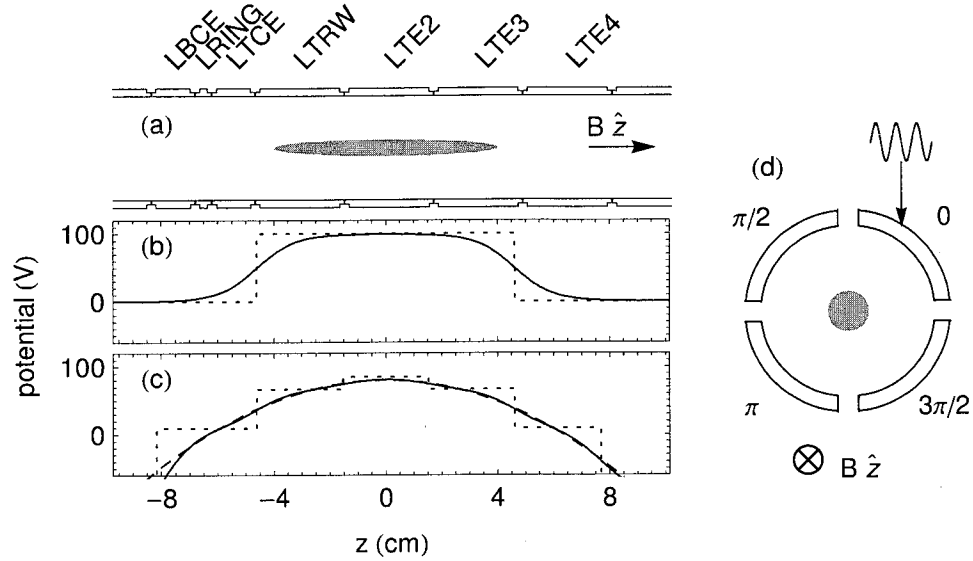 LBCE
LRING
LTCE
LTRW
LTE2
LTE3
LTE4
(a)
B ẑ
(b)
100
0
(c)
100
0
potential (V)
−8
−4
0
4
8
z (cm)
(d)
π/2
0
π
3π/2
B ẑ